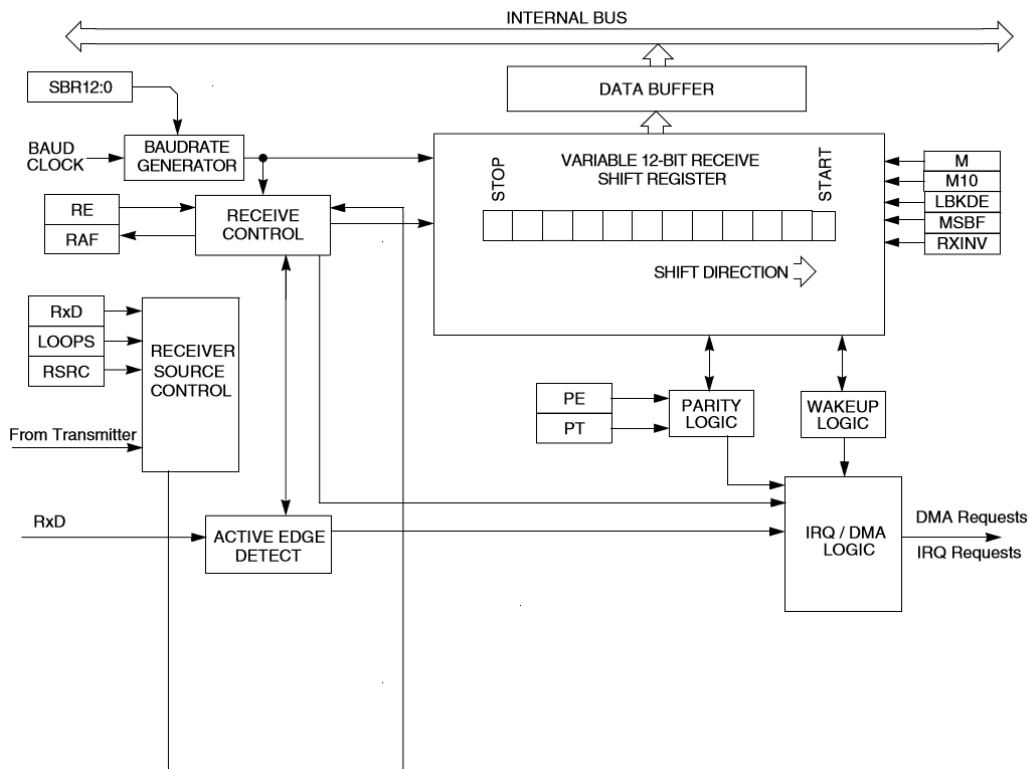 INTERNAL BUS
SBR12:0
DATA BUFFER
BAUD
CLOCK
BAUDRATE
GENERATOR
STOP
VARIABLE 12-BIT RECEIVE
SHIFT REGISTER
START
M
M10
LBKDE
MSBF
RXINV
RE
RAF
RECEIVE
CONTROL
SHIFT DIRECTION
RxD
LOOPS
RSRC
RECEIVER
SOURCE
CONTROL
From Transmitter
PE
PT
PARITY
LOGIC
WAKEUP
LOGIC
RxD
ACTIVE EDGE
DETECT
IRQ / DMA
LOGIC
DMA Requests
IRQ Requests